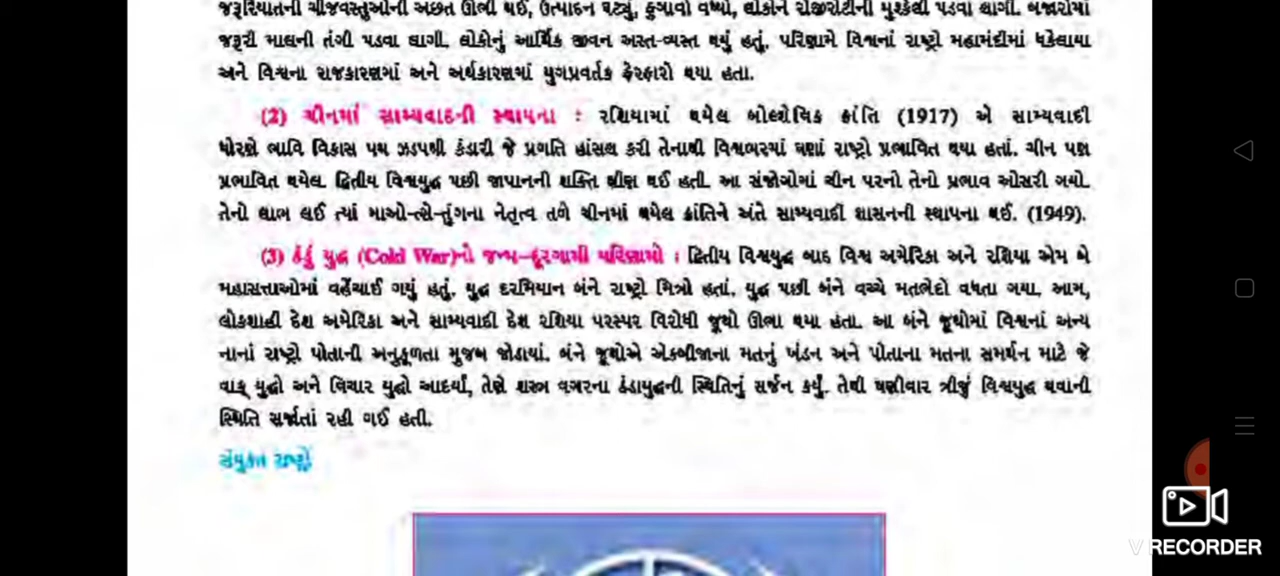 જરૂરિયાતની ચીજવસ્તુઓની અછત ઊભી થઈ, ઉત્પાદન ઘટ્યું, ફુગાવો વધ્યો, લોકોને રોજીરોટીની મુશ્કેલી પડવા લાગી. બજારોમાં
જરૂરી માલની તંગી પડવા લાગી. લોકોનું આર્થિક જીવન અસ્ત-વ્યસ્ત થયું હતું. પરિણામે વિશ્વનાં રાષ્ટ્રો મહામંદીમાં ધકેલાયા
અને વિશ્વના રાજકારણમાં અને અર્થકારણમાં યુગપ્રવર્તક ફેરફારો થયા હતા.
(2) ચીનમાં સામ્યવાદની સ્થાપના : રશિયામાં થયેલ બોલ્શેવિક ક્રાંતિ (1917) એ સામ્યવાદી
ધોરણે ભાવિ વિકાસ પથ ઝડપથી કંડારી જે પ્રગતિ હાંસલ કરી તેનાથી વિશ્વભરમાં ઘણાં રાષ્ટ્રો પ્રભાવિત થયા હતાં. ચીન પણ
પ્રભાવિત થયેલ. દ્વિતીય વિશ્વયુદ્ધ પછી જાપાનની શક્તિ ક્ષીણ થઈ હતી. આ સંજોગોમાં ચીન પરનો તેનો પ્રભાવ ઓસરી ગયો.
તેનો લાભ લઈ ત્યાં માઓ-ત્સે-તુંગના નેતૃત્વ તળે ચીનમાં થયેલ ક્રાંતિને અંતે સામ્યવાદી શાસનની સ્થાપના થઈ. (1949).
(3) ઠંડું યુદ્ધ (Cold War)નો જન્મ-દૂરગામી પરિણામો : દ્વિતીય વિશ્વયુદ્ધ બાદ વિશ્વ અમેરિકા અને રશિયા એમ બે
મહાસત્તાઓમાં વહેંચાઈ ગયું હતું. યુદ્ધ દરમિયાન બંને રાષ્ટ્રો મિત્રો હતાં. યુદ્ધ પછી બંને વચ્ચે મતભેદો વધતા ગયા. આમ,
લોકશાહી દેશ અમેરિકા અને સામ્યવાદી દેશ રશિયા પરસ્પર વિરોધી જૂથો ઊભા થયા હતા. આ બંને જૂથોમાં વિશ્વનાં અન્ય
નાનાં રાષ્ટ્રો પોતાની અનુકૂળતા મુજબ જોડાયાં. બંને જૂથોએ એકબીજાના મતનું ખંડન અને પોતાના મતના સમર્થન માટે જે
વાક્ યુદ્ધો અને વિચાર યુદ્ધો આદર્યાં, તેણે શસ્ત્ર વગરના ઠંડાયુદ્ધની સ્થિતિનું સર્જન કર્યું. તેથી ઘણીવાર ત્રીજું વિશ્વયુદ્ધ થવાની
સ્થિતિ સર્જાતાં રહી ગઈ હતી.
સંયુક્ત રાષ્ટ્રો
V RECORDER